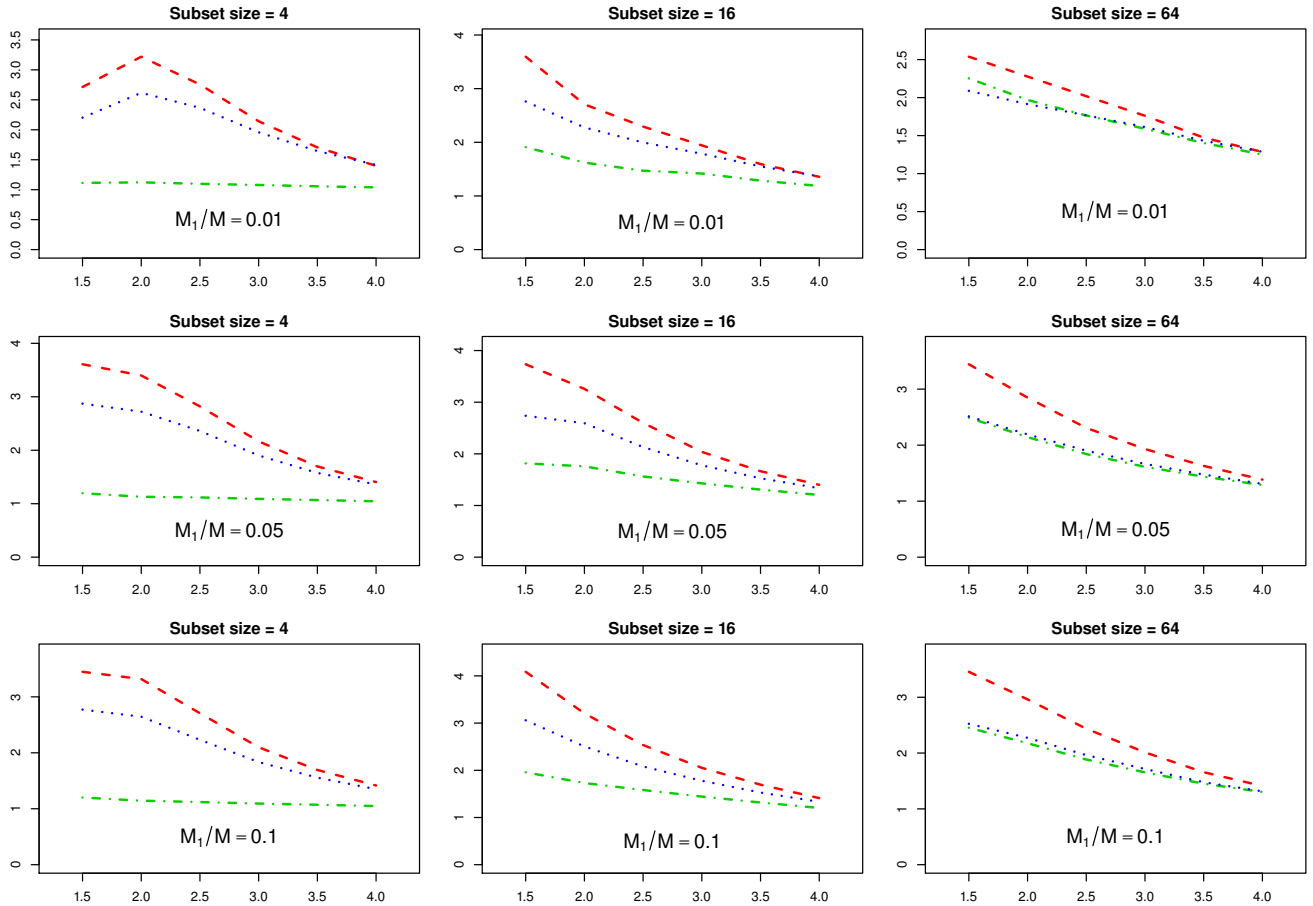 Subset size = 4
3.5
3.0
2.5
2.0
1.5
1.0
0.5
0.0
M₁/M = 0.01
1.5 2.0 2.5 3.0 3.5 4.0
Subset size = 16
4
3
2
1
0
M₁/M = 0.01
1.5 2.0 2.5 3.0 3.5 4.0
Subset size = 64
2.5
2.0
1.5
1.0
0.5
0.0
M₁/M = 0.01
1.5 2.0 2.5 3.0 3.5 4.0
Subset size = 4
4
3
2
1
0
M₁/M = 0.05
1.5 2.0 2.5 3.0 3.5 4.0
Subset size = 16
4
3
2
1
0
M₁/M = 0.05
1.5 2.0 2.5 3.0 3.5 4.0
Subset size = 64
3
2
1
0
M₁/M = 0.05
1.5 2.0 2.5 3.0 3.5 4.0
Subset size = 4
3
2
1
0
M₁/M = 0.1
1.5 2.0 2.5 3.0 3.5 4.0
Subset size = 16
4
3
2
1
0
M₁/M = 0.1
1.5 2.0 2.5 3.0 3.5 4.0
Subset size = 64
3
2
1
0
M₁/M = 0.1
1.5 2.0 2.5 3.0 3.5 4.0